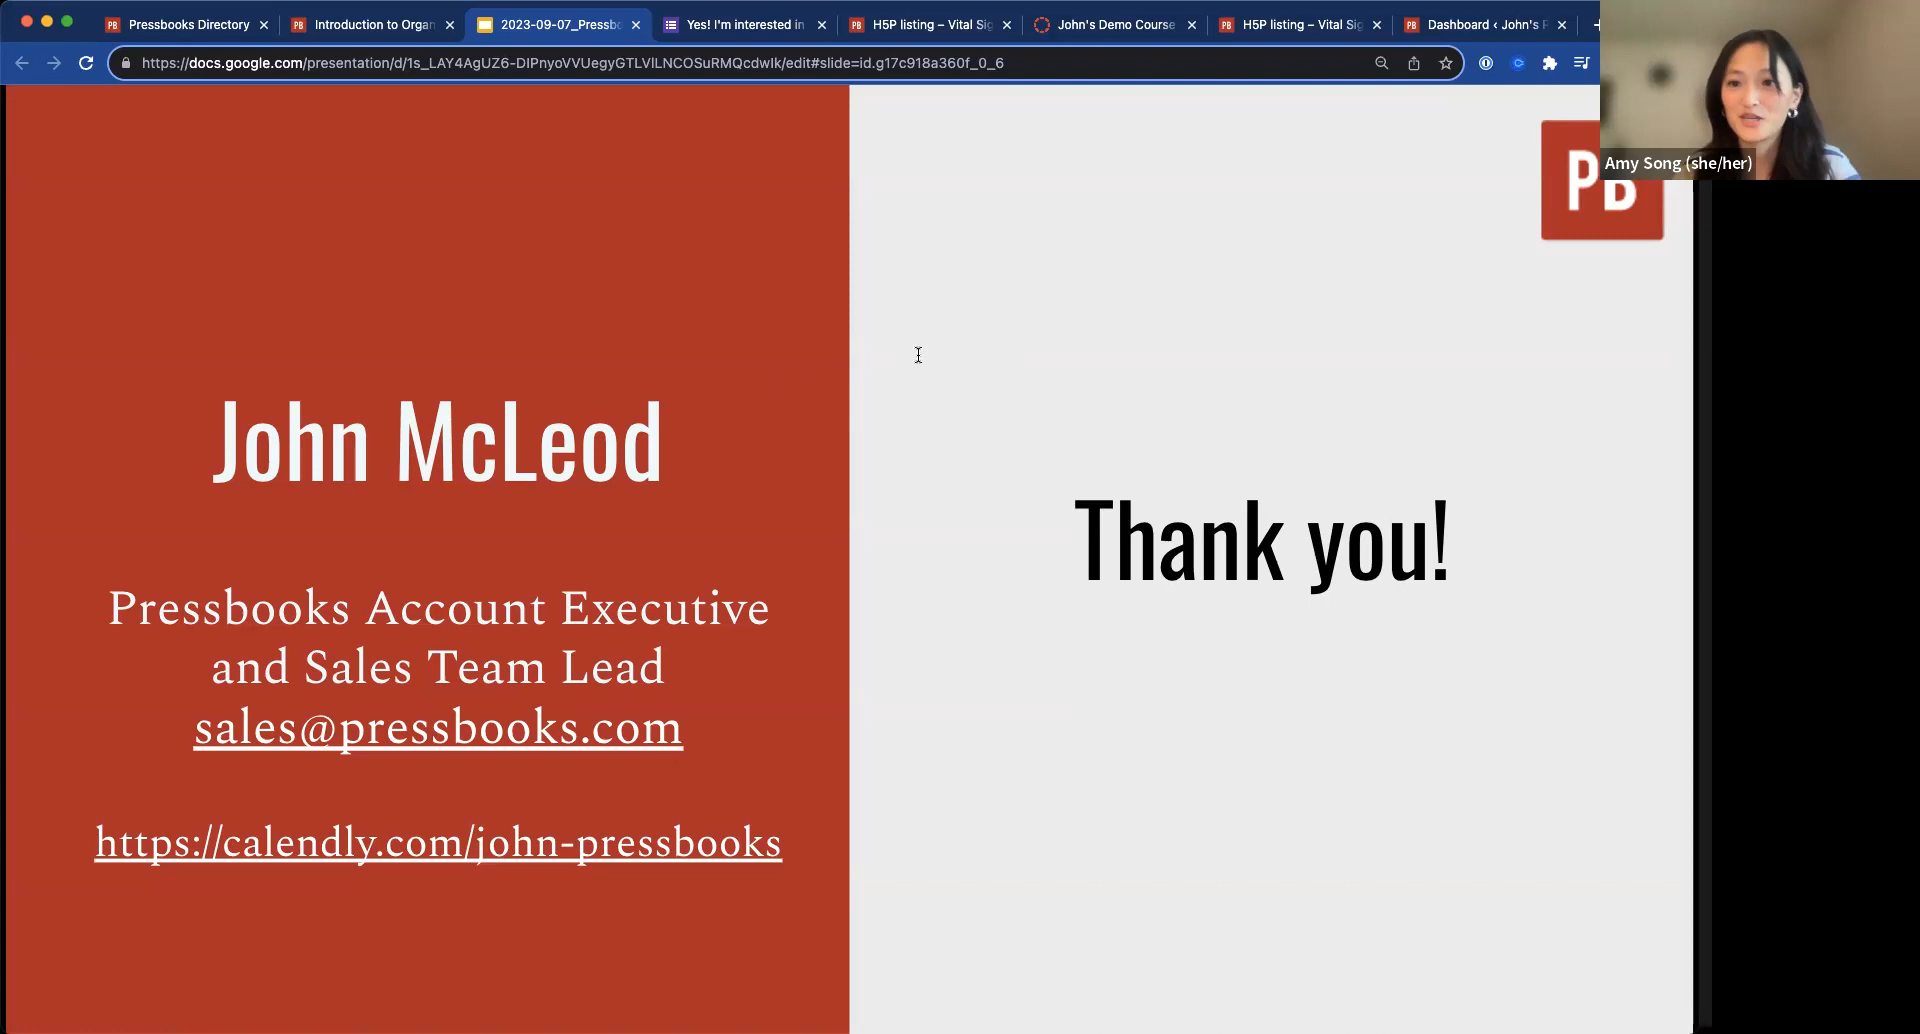 Pressbooks Directory
Introduction to Organ
2023-09-07_Pressbo
Yes! I'm interested in
H5P listing – Vital Sig
John's Demo Course
H5P listing – Vital Sig
Dashboard ‹ John's P
https://docs.google.com/presentation/d/1s_LAY4AgUZ6-DIPnyoVVUegyGTLVlLNCOSuRMQcdwIk/edit#slide=id.g17c918a360f_0_6
PB
Amy Song (she/her)
John McLeod
Thank you!
Pressbooks Account Executive
and Sales Team Lead
sales@pressbooks.com
https://calendly.com/john-pressbooks